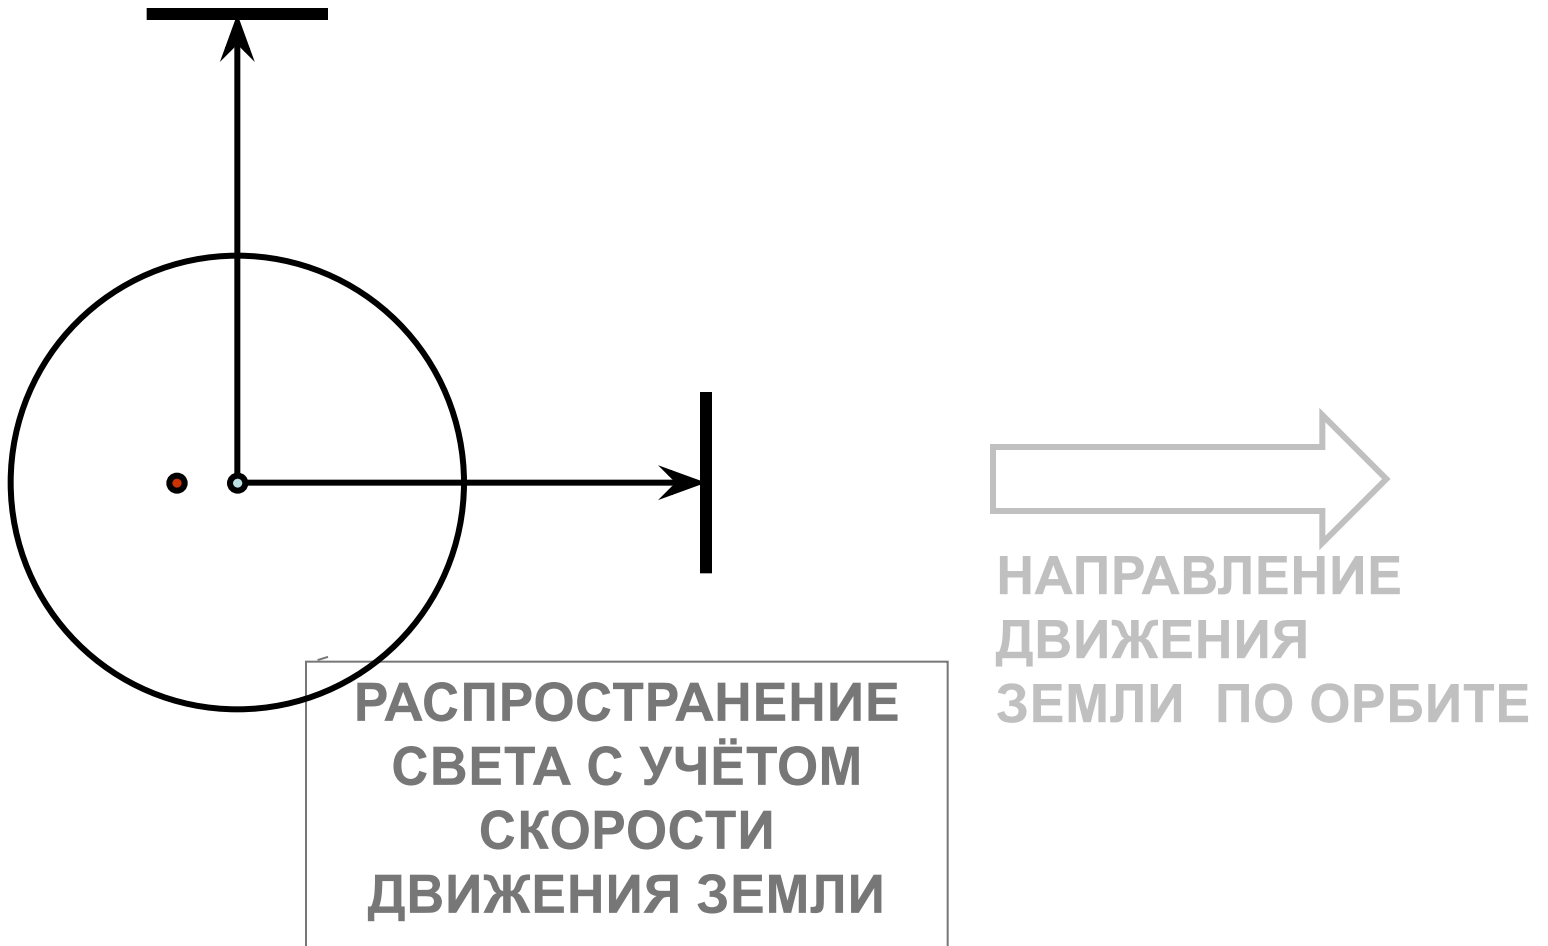 НАПРАВЛЕНИЕ
ДВИЖЕНИЯ
ЗЕМЛИ ПО ОРБИТЕ
РАСПРОСТРАНЕНИЕ
СВЕТА С УЧЁТОМ
СКОРОСТИ
ДВИЖЕНИЯ ЗЕМЛИ